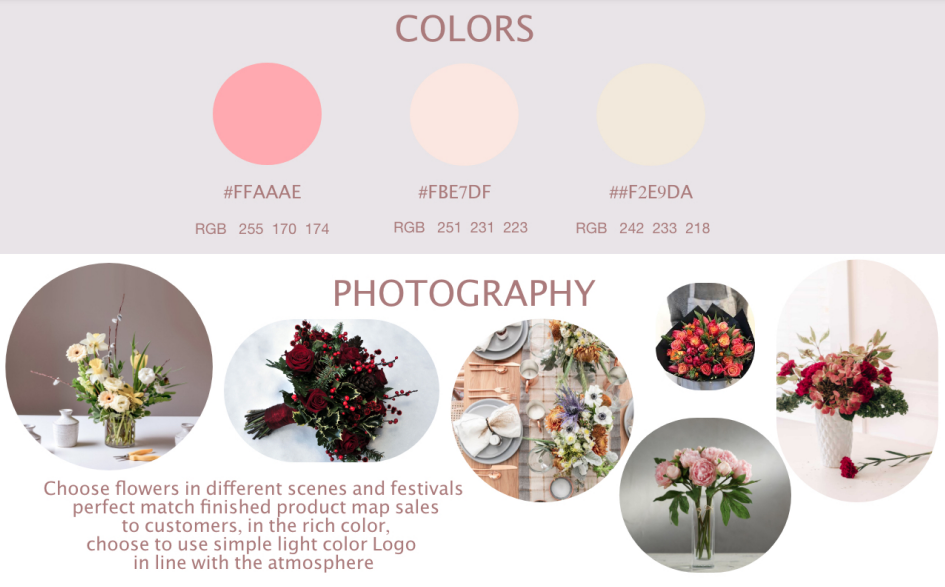 COLORS
#FFAAAE
#FBE7DF
##F2E9DA
RGB 255 170 174
RGB 251 231 223
RGB 242 233 218
PHOTOGRAPHY
Choose flowers in different scenes and festivals
perfect match finished product map sales
to customers, in the rich color,
choose to use simple light color Logo
in line with the atmosphere